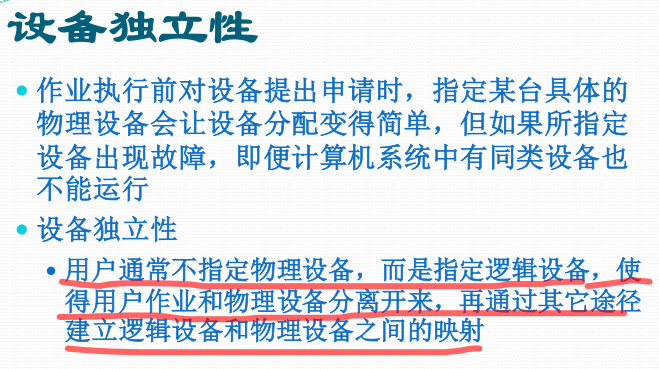 设备独立性
作业执行前对设备提出申请时，指定某台具体的
物理设备会让设备分配变得简单，但如果所指定
设备出现故障，即便计算机系统中有同类设备也
不能运行
设备独立性
用户通常不指定物理设备，而是指定逻辑设备，使
得用户作业和物理设备分离开来，再通过其它途径
建立逻辑设备和物理设备之间的映射